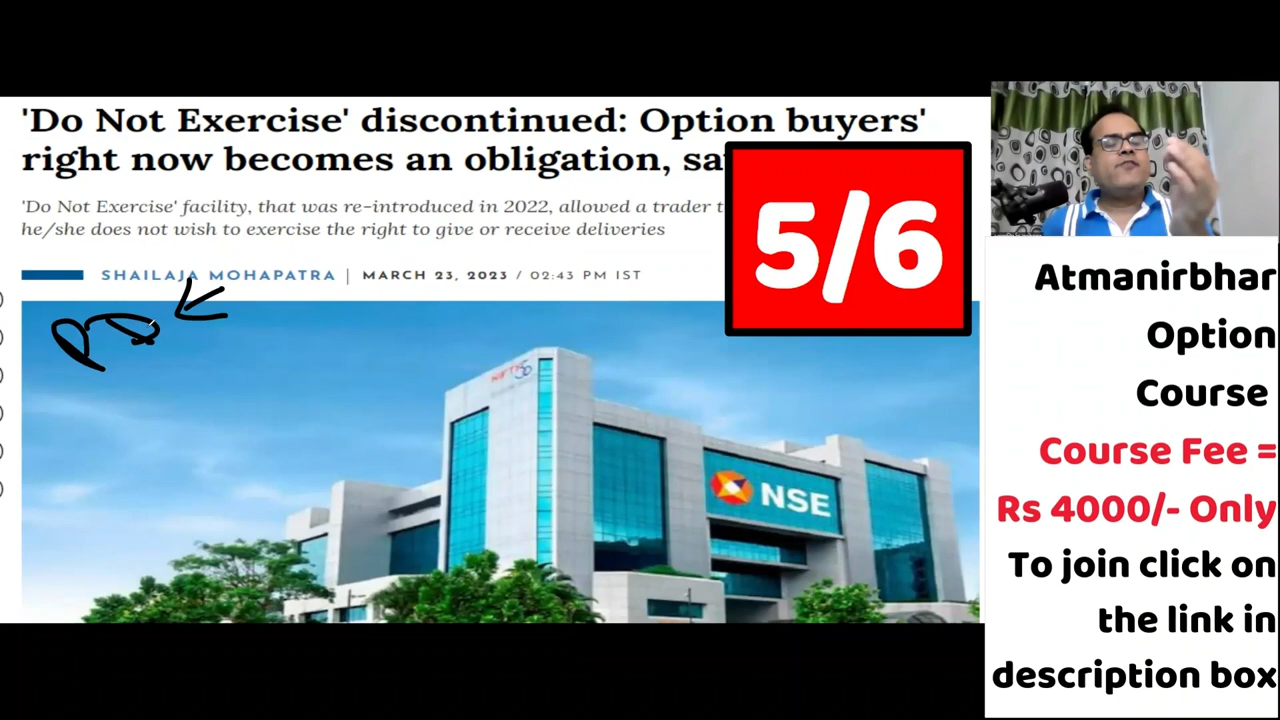 'Do Not Exercise' discontinued: Option buyers'
right now becomes an obligation,
'Do Not Exercise' facility, that was re-introduced in 2022, allowed a trader
he/she does not wish to exercise the right to give or receive deliveries
SHAILAJA MOHAPATRA | MARCH 23, 2023 / 02:43 PM IST
5/6
NSE
Atmanirbhar
Option
Course
Course Fee =
Rs 4000/- Only
To join click on
the link in
description box